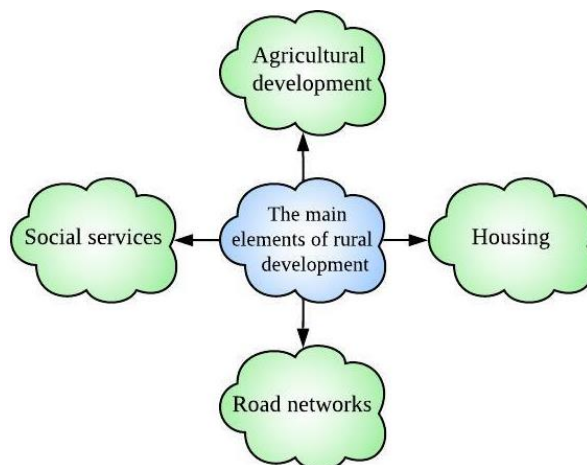 Agricultural
development
Social services
The main
elements of rural
development
Housing
Road networks